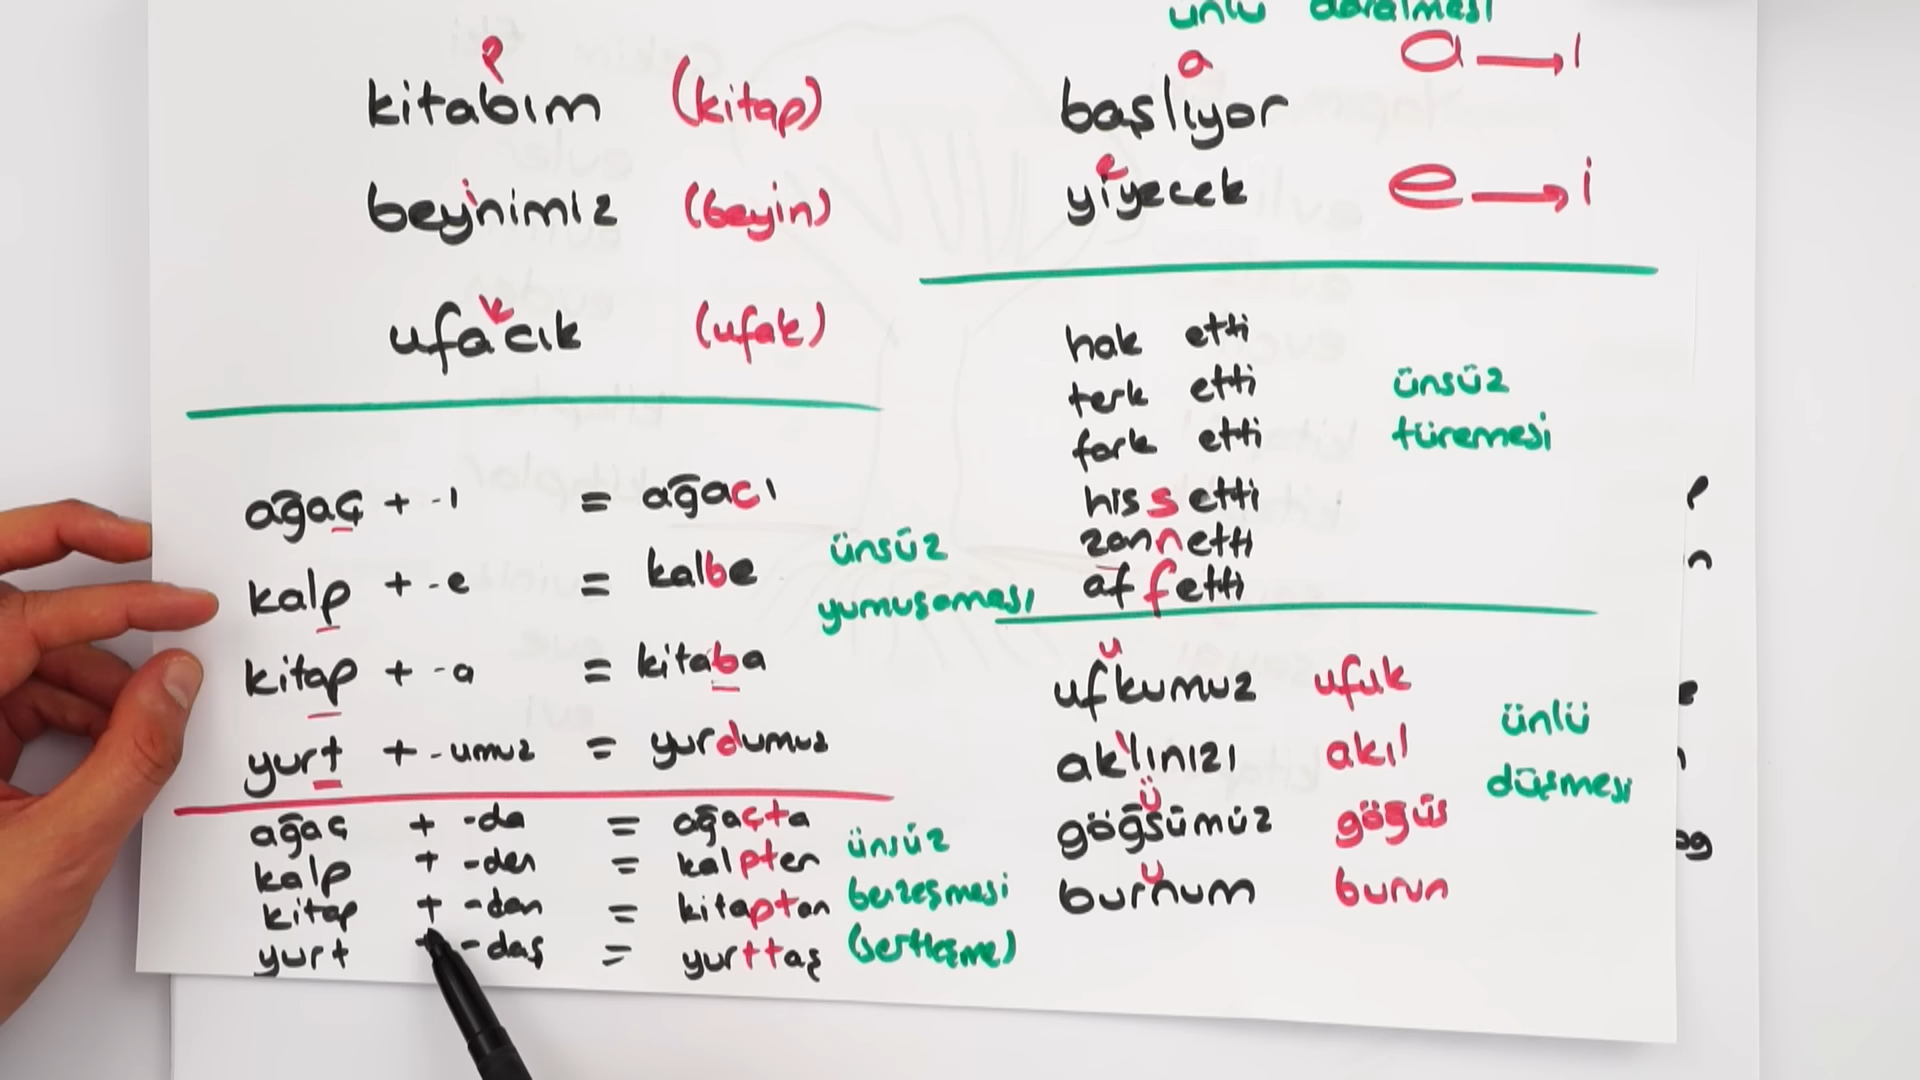 kitabım (kitap)
p
beynimiz (beyin)
i
ufacık (ufak)
k
ağaç + -ı = ağacı
kalp + -e = kalbe
kitap + -a = kitaba
yurt + -umuz = yurdumuz
ünsüz
yumuşaması
ağaç + -da = ağaçta
kalp + -den = kalpten
kitap + -dan = kitaptan
yurt + -daş = yurttaş
ünsüz
benzeşmesi
(sertleşme)
ünlü daralması
a
başlıyor a → ı
e
yiyecek e → i
hak etti
terk etti
fark etti
hissetti
zannetti
affetti
ünsüz
türemesi
u
ufkumuz ufuk
ı
aklınızı akıl
ü
göğsümüz göğüs
u
burnum burun
ünlü
düşmesi